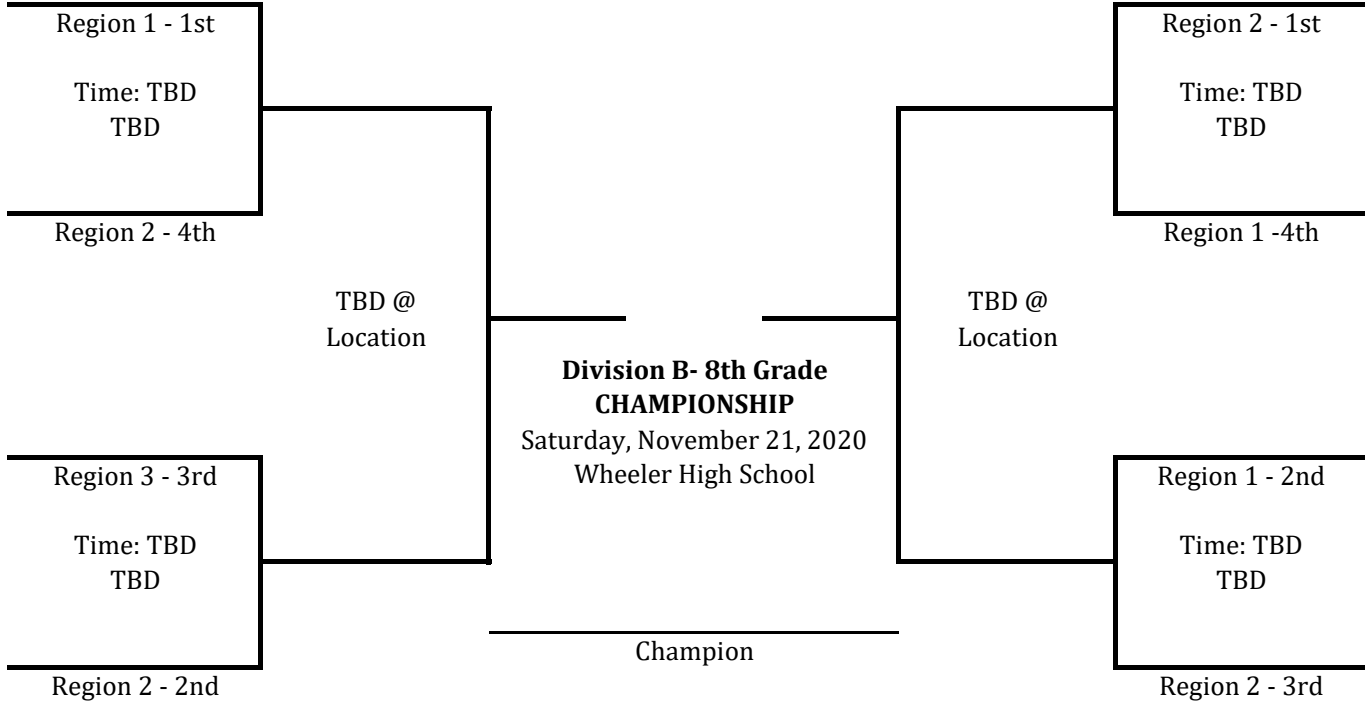 Region 1 - 1st
Time: TBD
TBD
Region 2 - 4th
TBD @
Location
Region 3 - 3rd
Time: TBD
TBD
Region 2 - 2nd
Division B- 8th Grade
CHAMPIONSHIP
Saturday, November 21, 2020
Wheeler High School
Champion
Region 2 - 1st
Time: TBD
TBD
Region 1 -4th
TBD @
Location
Region 1 - 2nd
Time: TBD
TBD
Region 2 - 3rd